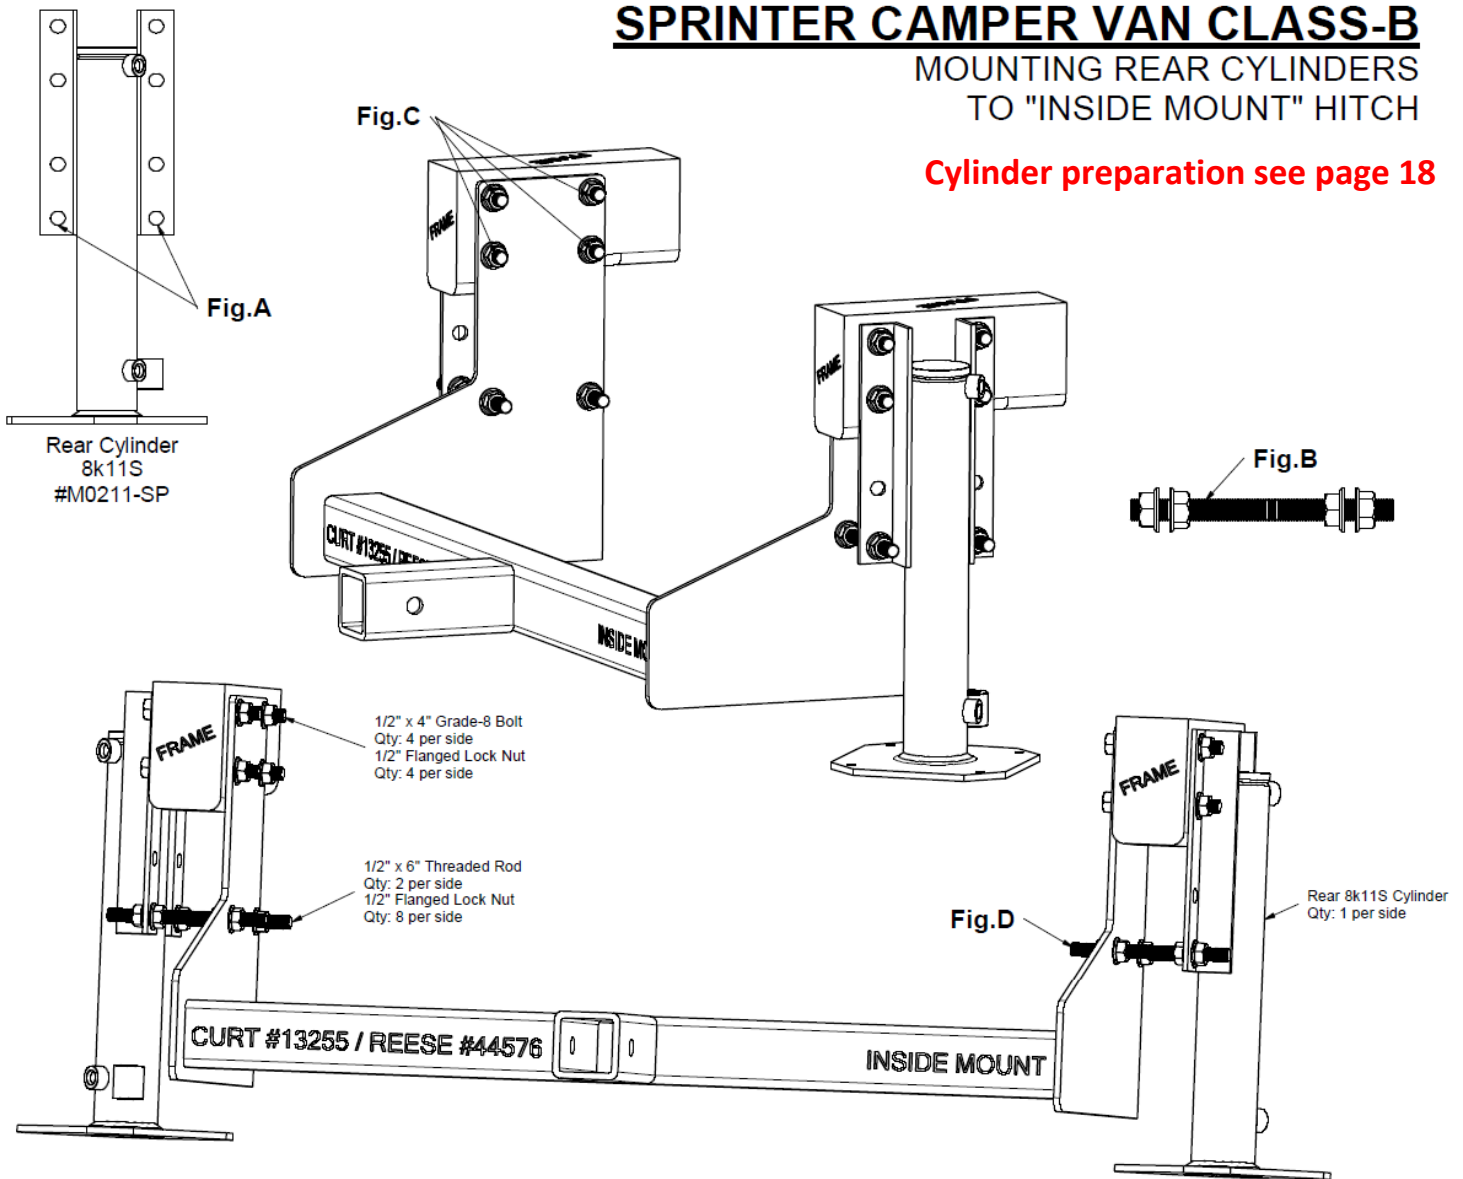 SPRINTER CAMPER VAN CLASS-B
MOUNTING REAR CYLINDERS
TO "INSIDE MOUNT" HITCH
Cylinder preparation see page 18
Fig.C
FRAME
Fig.A
Rear Cylinder
8k11S
#M0211-SP
FRAME
Fig.B
CURT #13255 / REES
INSIDE MO
1/2" x 4" Grade-8 Bolt
Qty: 4 per side
1/2" Flanged Lock Nut
Qty: 4 per side
FRAME
1/2" x 6" Threaded Rod
Qty: 2 per side
1/2" Flanged Lock Nut
Qty: 8 per side
FRAME
Rear 8k11S Cylinder
Qty: 1 per side
Fig.D
CURT #13255 / REESE #44576
INSIDE MOUNT